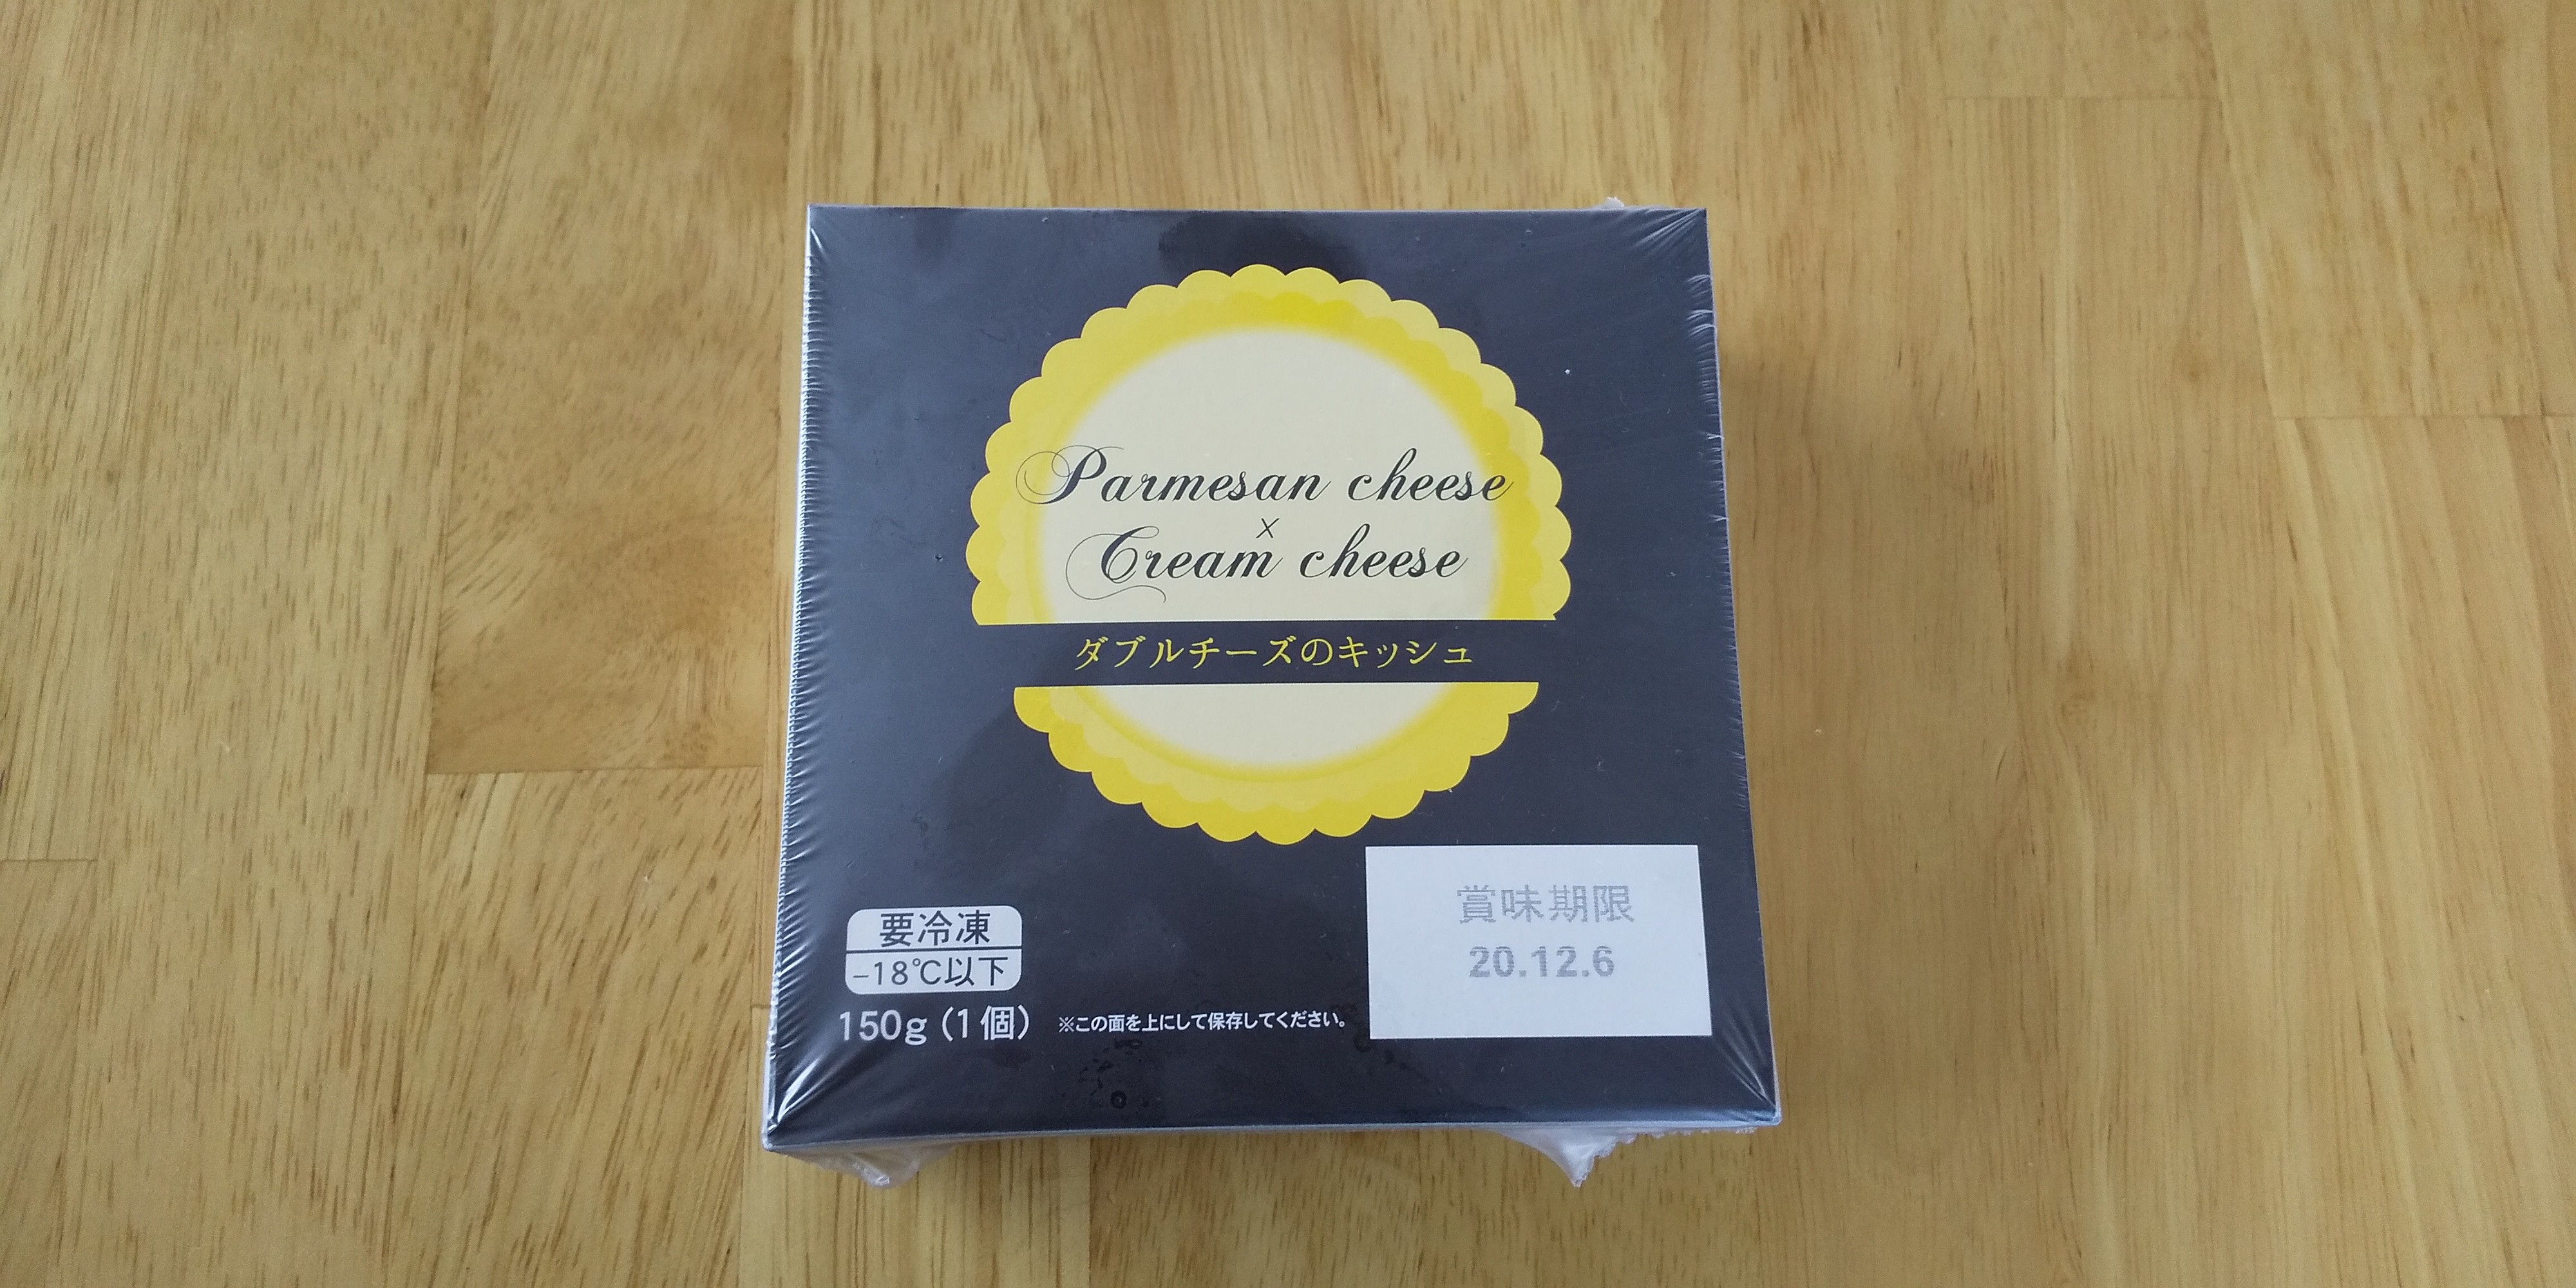 Parmesan cheese
×
Cream cheese
ダブルチーズのキッシュ
要冷凍
−18℃以下
150g（1個）
※この面を上にして保存してください。
賞味期限
20.12.6